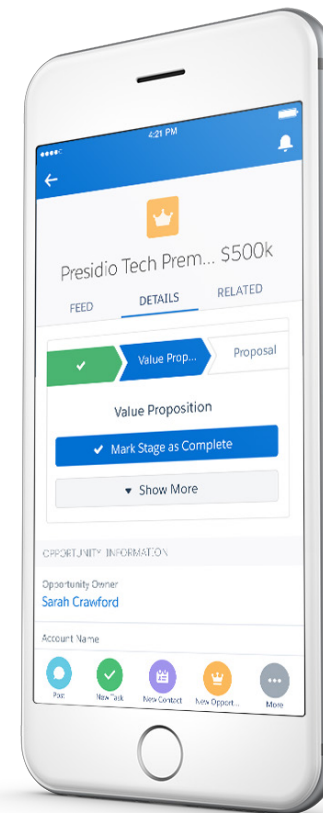 4:21 PM
Presidio Tech Prem... $500k
FEED DETAILS RELATED
Value Prop... Proposal
Value Proposition
Mark Stage as Complete
Show More
OPPORTUNITY INFORMATION
Opportunity Owner
Sarah Crawford
Account Name
Post New Task New Contact New Opport... More